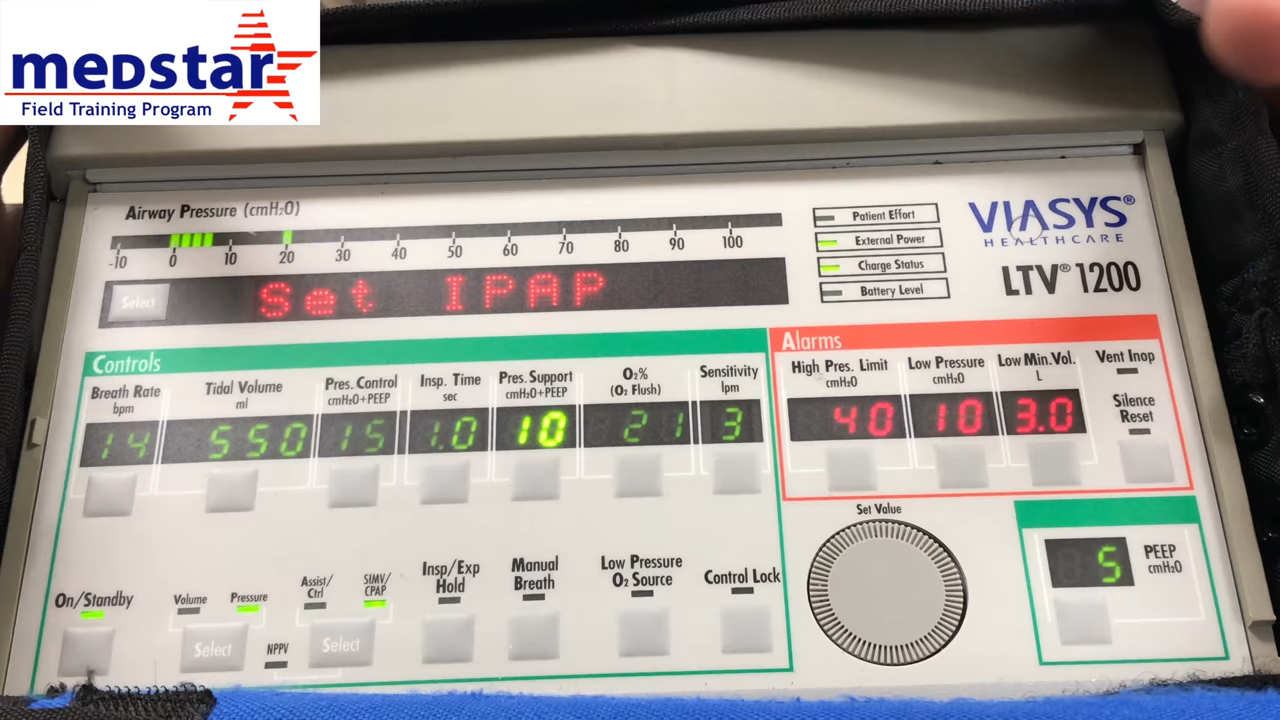 medstar
Field Training Program
Airway Pressure (cmH₂O)
-10 0 10 20 30 40 50 60 70 80 90 100
Select
Set IPAP
Patient Effort
External Power
Charge Status
Battery Level
VIASYS®
HEALTHCARE
LTV® 1200
Controls
Breath Rate
bpm
14
Tidal Volume
ml
550
Pres. Control
cmH₂O+PEEP
15
Insp. Time
sec
1.0
Pres. Support
cmH₂O+PEEP
10
O₂%
(O₂ Flush)
21
Sensitivity
lpm
3
Alarms
High Pres. Limit
cmH₂O
40
Low Pressure
cmH₂O
10
Low Min. Vol.
L
3.0
Vent Inop
Silence
Reset
On/Standby
Volume
Pressure
Select
NPPV
Assist/
Ctrl
SIMV/
CPAP
Select
Insp/Exp
Hold
Manual
Breath
Low Pressure
O₂ Source
Control Lock
Set Value
5
PEEP
cmH₂O